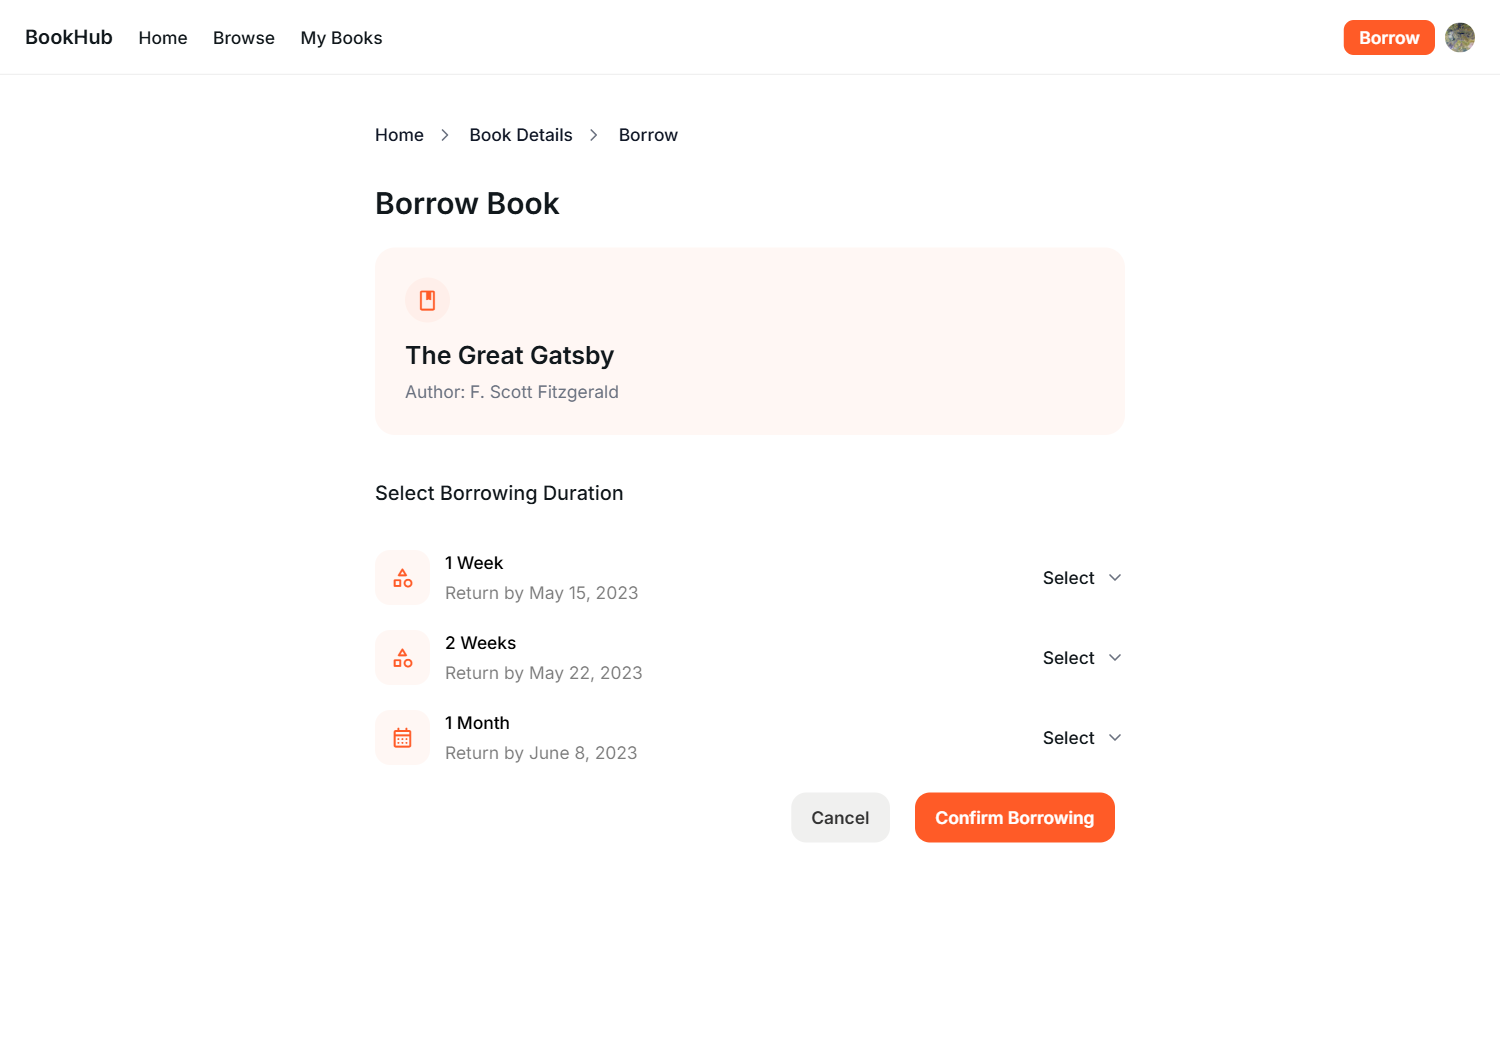 BookHub Home Browse My Books Borrow
Home Book Details Borrow
Borrow Book
The Great Gatsby
Author: F. Scott Fitzgerald
Select Borrowing Duration
1 Week
Return by May 15, 2023
Select
2 Weeks
Return by May 22, 2023
Select
1 Month
Return by June 8, 2023
Select
Cancel Confirm Borrowing